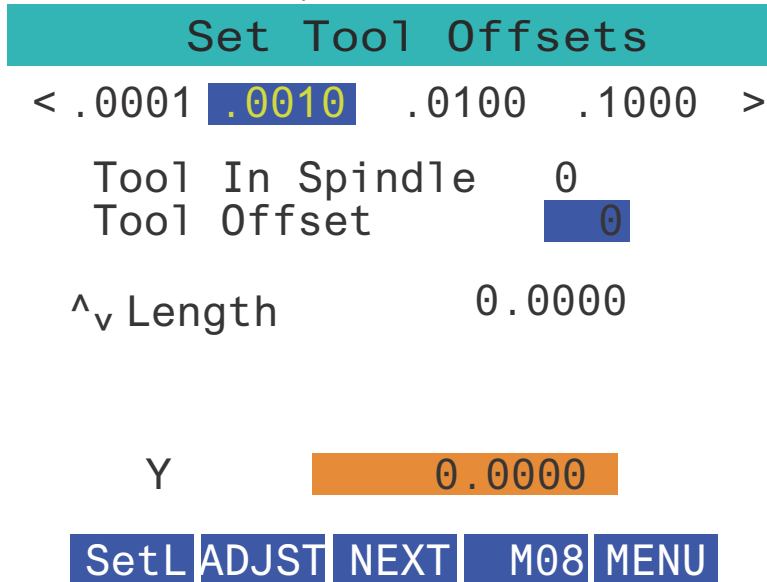 Set Tool Offsets
< .0001 .0010 .0100 .1000 >
Tool In Spindle 0
Tool Offset 0
^v Length 0.0000
Y 0.0000
SetL ADJST NEXT M08 MENU